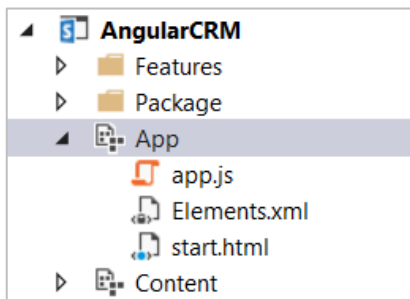 AngularCRM
Features
Package
App
app.js
Elements.xml
start.html
Content